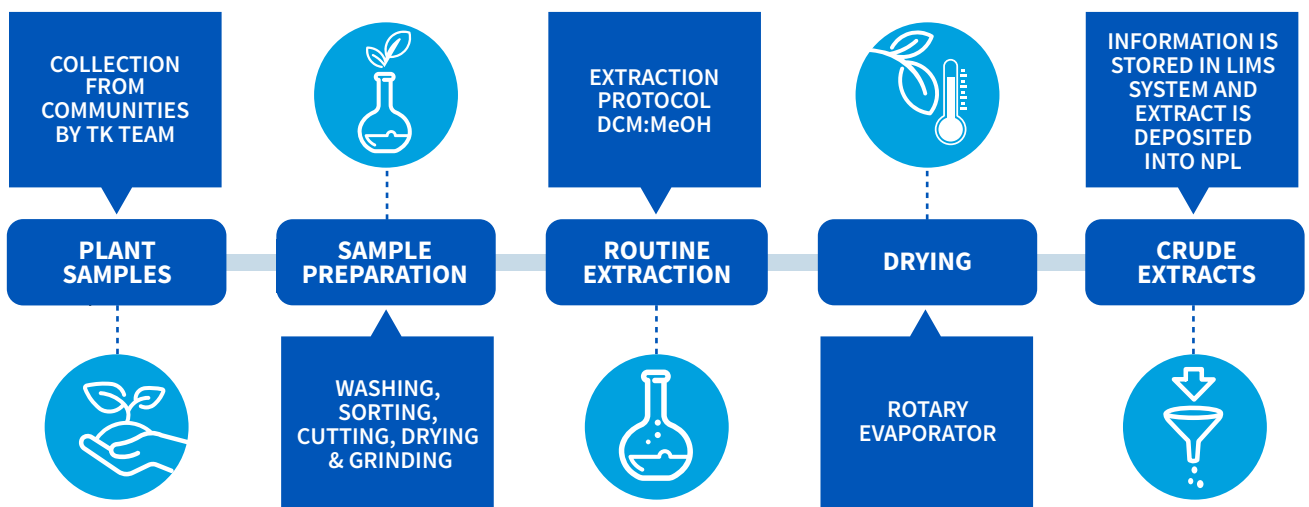 COLLECTION
FROM
COMMUNITIES
BY TK TEAM
PLANT
SAMPLES
SAMPLE
PREPARATION
WASHING,
SORTING,
CUTTING, DRYING
& GRINDING
EXTRACTION
PROTOCOL
DCM:MeOH
ROUTINE
EXTRACTION
DRYING
ROTARY
EVAPORATOR
INFORMATION IS
STORED IN LIMS
SYSTEM AND
EXTRACT IS
DEPOSITED
INTO NPL
CRUDE
EXTRACTS